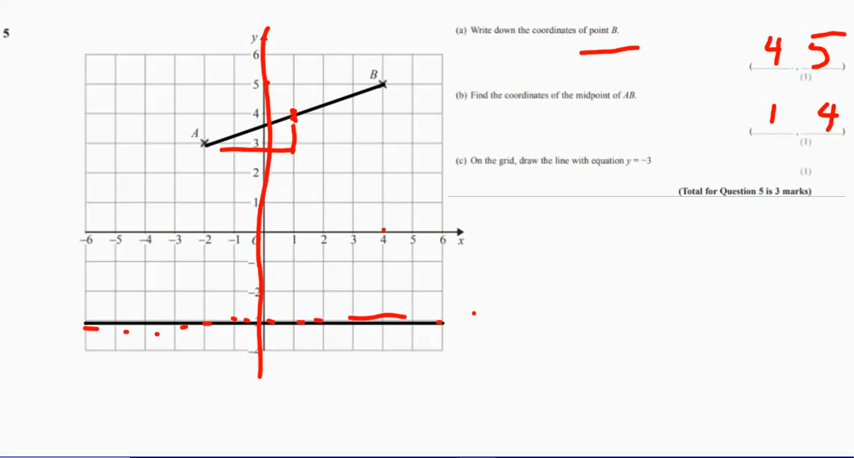 5
(a) Write down the coordinates of point B.
( 4 , 5 )
(1)
(b) Find the coordinates of the midpoint of AB.
( 1 , 4 )
(1)
(c) On the grid, draw the line with equation y = −3
(1)
(Total for Question 5 is 3 marks)
y
6
B
5
4
A
3
2
1
−6 −5 −4 −3 −2 −1 1 2 3 4 5 6 x
−2